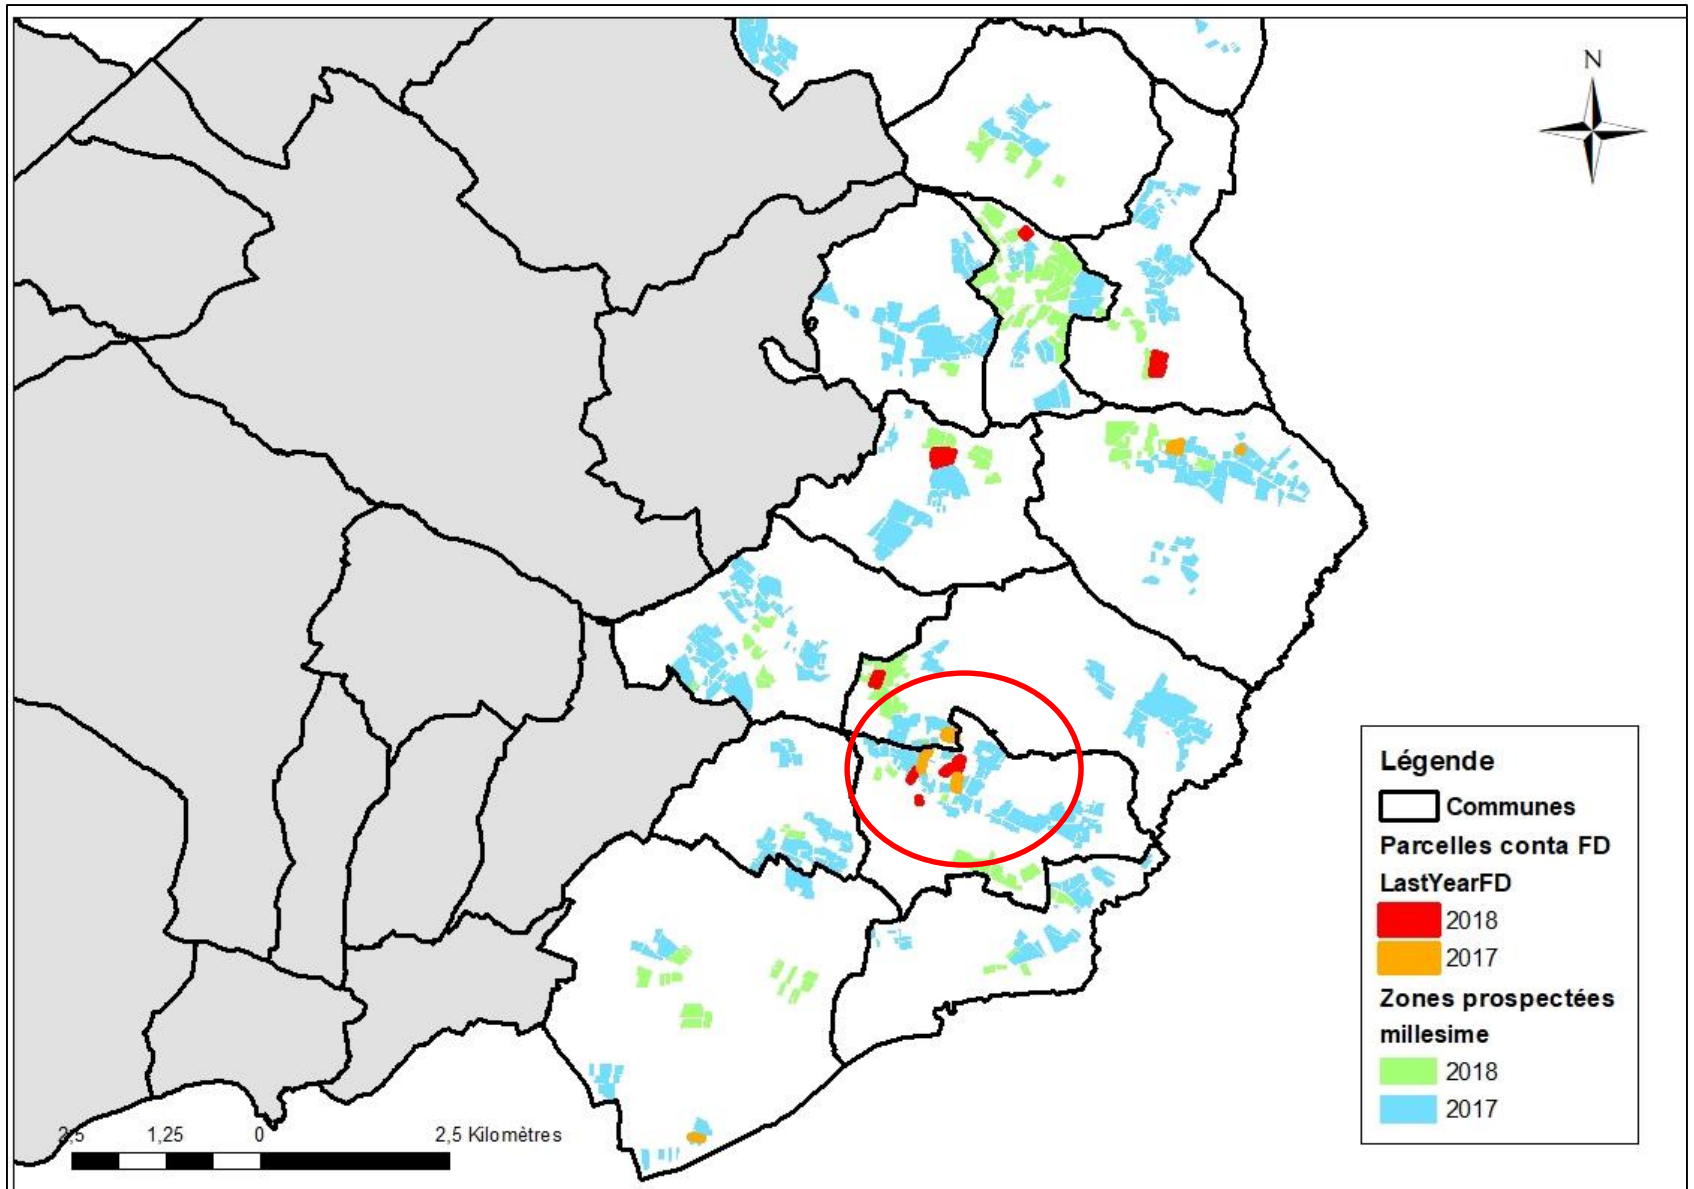 N
Légende
Communes
Parcelles conta FD
LastYearFD
2018
2017
Zones prospectées
millesime
2018
2017
2,5 1,25 0 2,5 Kilomètres